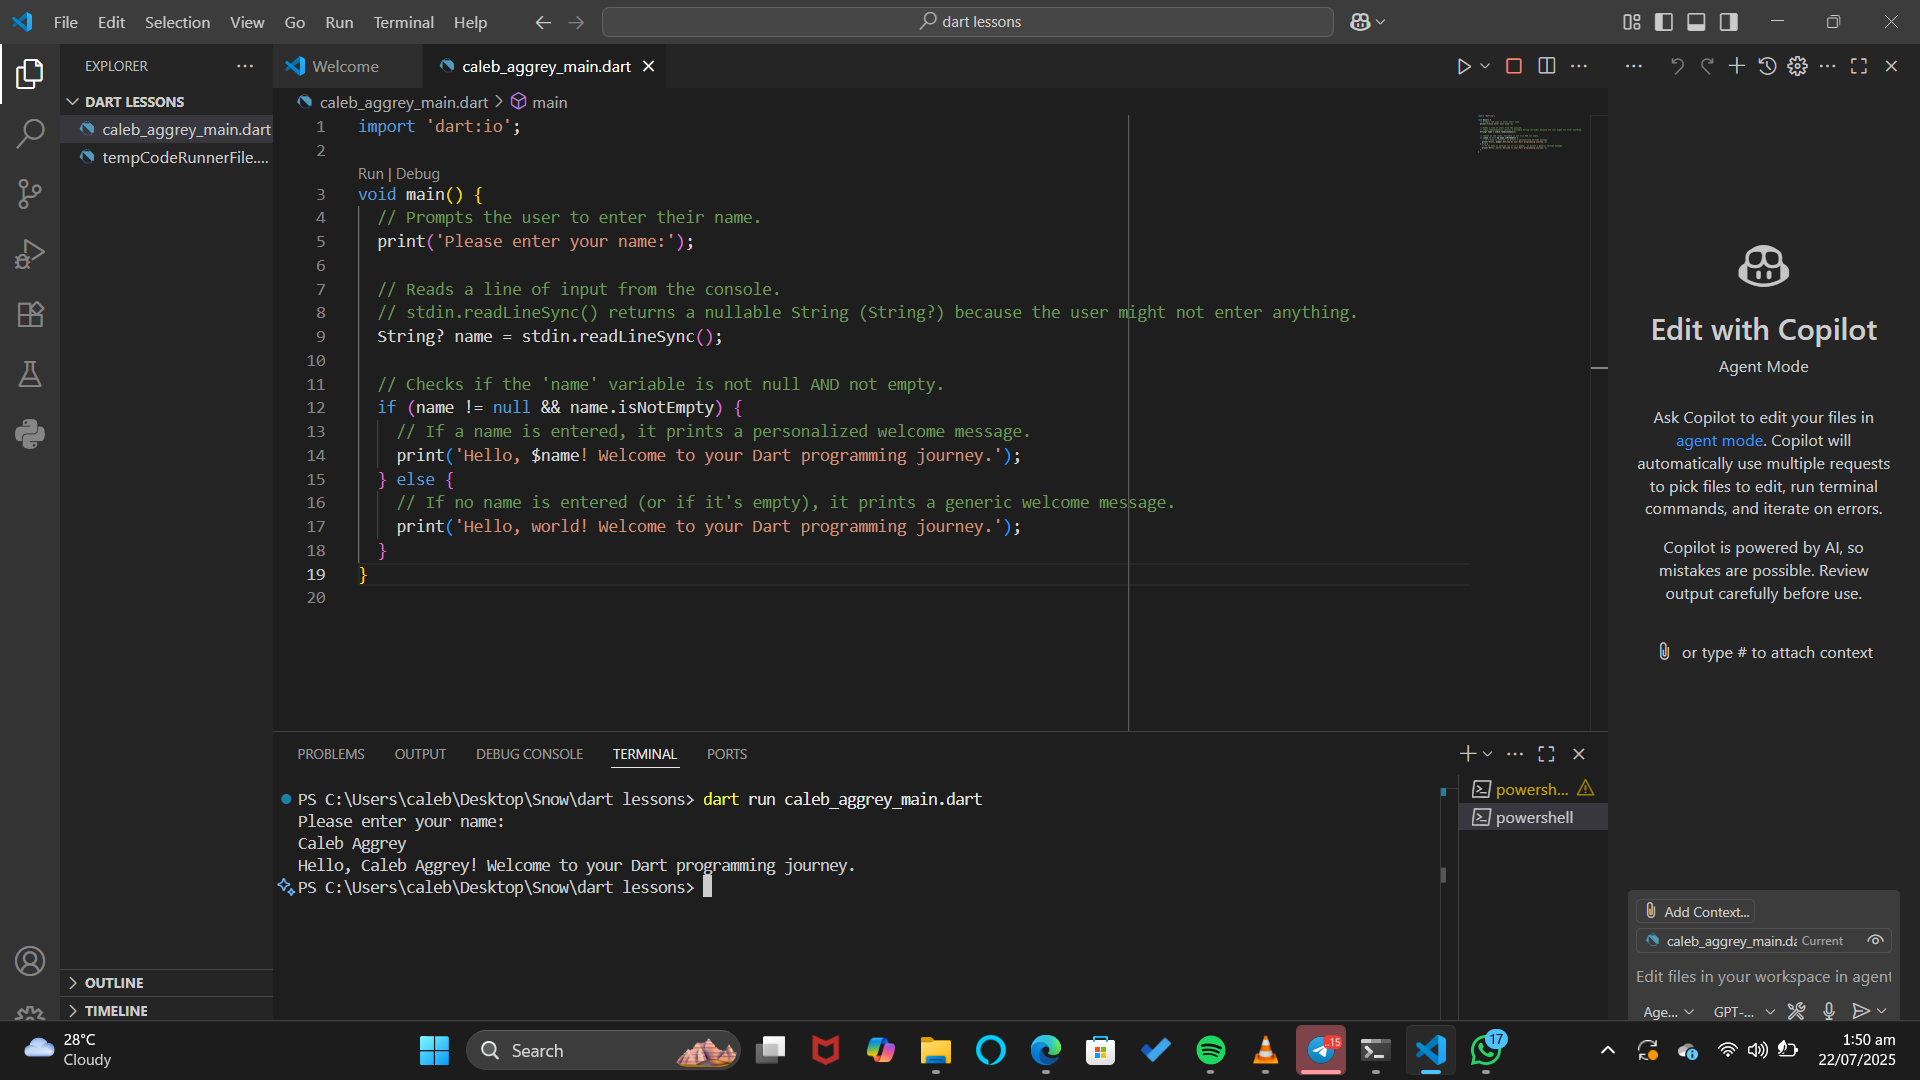 File Edit Selection View Go Run Terminal Help
dart lessons
EXPLORER
DART LESSONS
caleb_aggrey_main.dart
tempCodeRunnerFile....
OUTLINE
TIMELINE
Welcome
caleb_aggrey_main.dart
caleb_aggrey_main.dart > main
1 import 'dart:io';
2
Run | Debug
3 void main() {
4 // Prompts the user to enter their name.
5 print('Please enter your name:');
6
7 // Reads a line of input from the console.
8 // stdin.readLineSync() returns a nullable String (String?) because the user might not enter anything.
9 String? name = stdin.readLineSync();
10
11 // Checks if the 'name' variable is not null AND not empty.
12 if (name != null && name.isNotEmpty) {
13 // If a name is entered, it prints a personalized welcome message.
14 print('Hello, $name! Welcome to your Dart programming journey.');
15 } else {
16 // If no name is entered (or if it's empty), it prints a generic welcome message.
17 print('Hello, world! Welcome to your Dart programming journey.');
18 }
19 }
20
PROBLEMS OUTPUT DEBUG CONSOLE TERMINAL PORTS
PS C:\Users\caleb\Desktop\Snow\dart lessons> dart run caleb_aggrey_main.dart
Please enter your name:
Caleb Aggrey
Hello, Caleb Aggrey! Welcome to your Dart programming journey.
PS C:\Users\caleb\Desktop\Snow\dart lessons>
powersh...
powershell
Edit with Copilot
Agent Mode
Ask Copilot to edit your files in
agent mode. Copilot will
automatically use multiple requests
to pick files to edit, run terminal
commands, and iterate on errors.
Copilot is powered by AI, so
mistakes are possible. Review
output carefully before use.
or type # to attach context
Add Context...
caleb_aggrey_main.da Current
Edit files in your workspace in agent
Age... GPT-...
28°C
Cloudy
Search
..15
17
1:50 am
22/07/2025